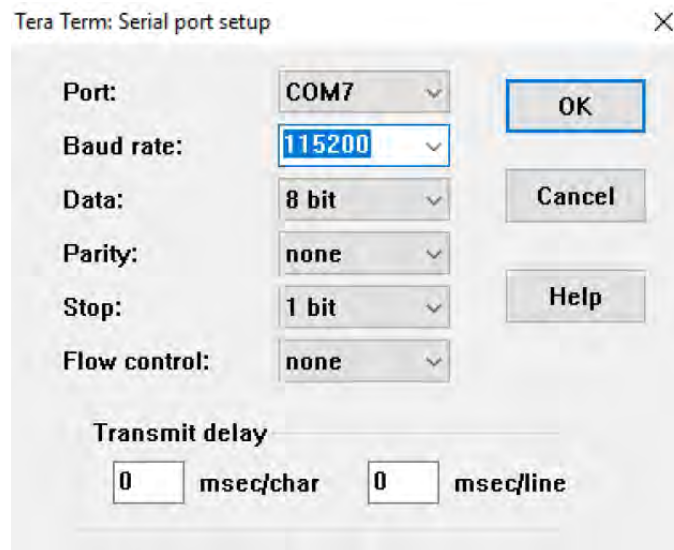 Tera Term: Serial port setup
Port: COM7
OK
Baud rate: 115200
Data: 8 bit
Cancel
Parity: none
Stop: 1 bit
Help
Flow control: none
Transmit delay
0 msec/char 0 msec/line